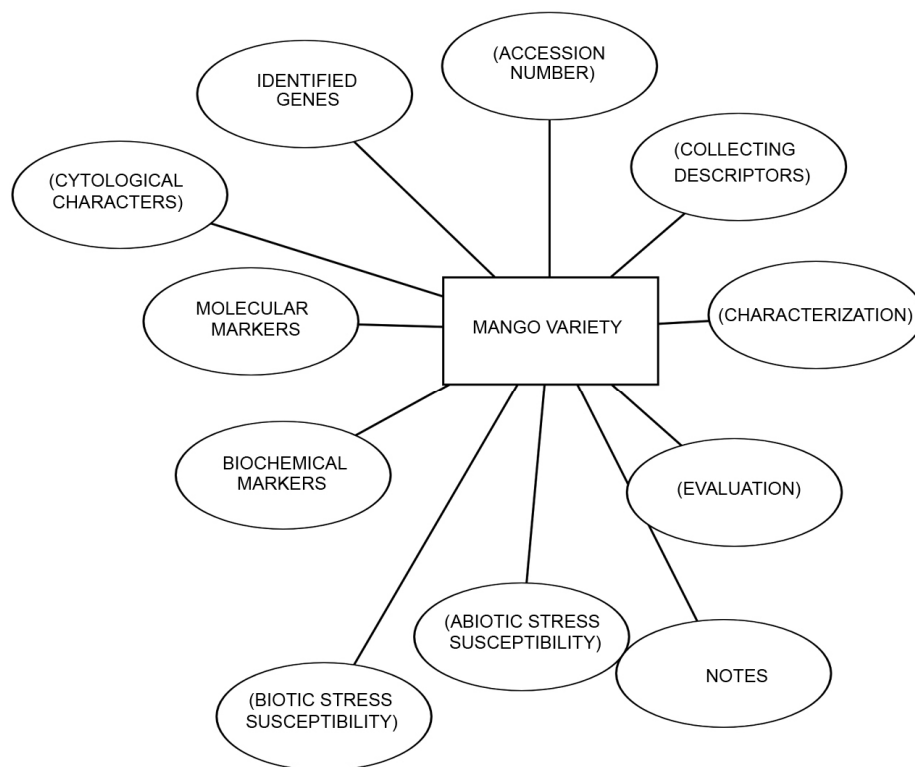 (ACCESSION
NUMBER)
IDENTIFIED
GENES
(COLLECTING
DESCRIPTORS)
(CYTOLOGICAL
CHARACTERS)
MOLECULAR
MARKERS
MANGO VARIETY
(CHARACTERIZATION)
BIOCHEMICAL
MARKERS
(EVALUATION)
(ABIOTIC STRESS
SUSCEPTIBILITY)
NOTES
(BIOTIC STRESS
SUSCEPTIBILITY)